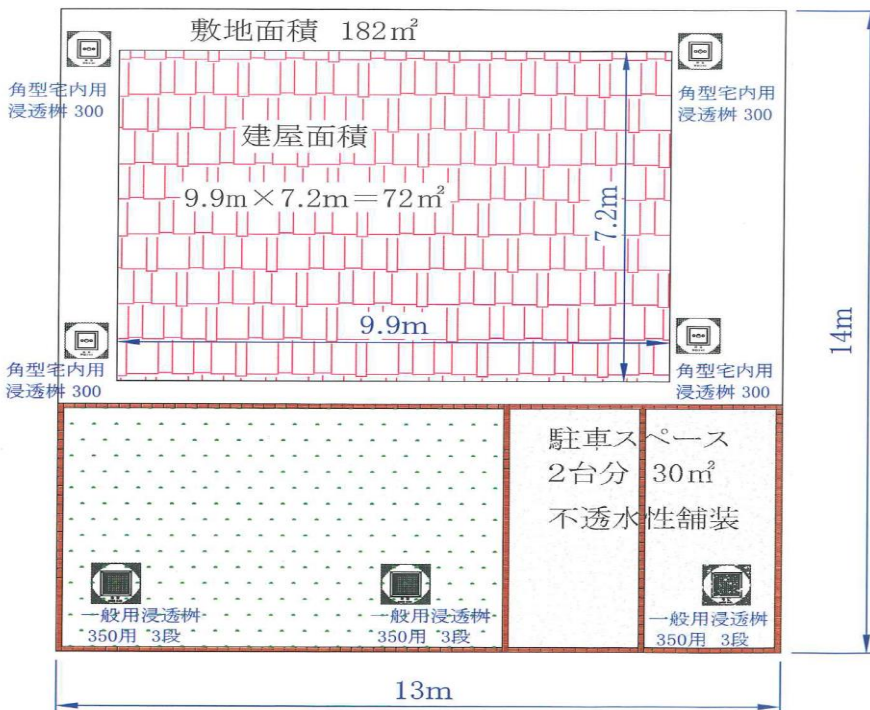 敷地面積 182㎡
角型宅内用
浸透桝 300
角型宅内用
浸透桝 300
建屋面積
9.9m×7.2m=72㎡
7.2m
9.9m
14m
角型宅内用
浸透桝 300
角型宅内用
浸透桝 300
駐車スペース
2台分 30㎡
不透水性舗装
一般用浸透桝
350用 3段
一般用浸透桝
350用 3段
一般用浸透桝
350用 3段
13m